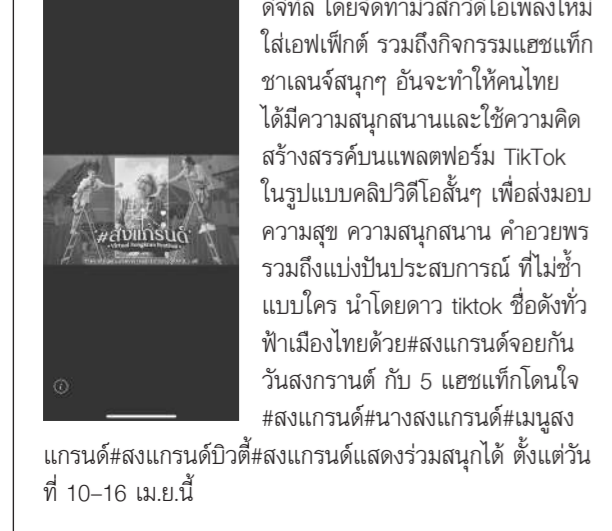 ดิจิทัล โดยจัดทำมิวสิกวิดีโอเพลงใหม่
ใส่เอฟเฟ็กต์ รวมถึงกิจกรรมแฮชแท็ก
ชาเลนจ์สนุกๆ อันจะทำให้คนไทย
ได้มีความสนุกสนานและใช้ความคิด
สร้างสรรค์บนแพลตฟอร์ม TikTok
ในรูปแบบคลิปวิดีโอสั้นๆ เพื่อส่งมอบ
ความสุข ความสนุกสนาน คำอวยพร
รวมถึงแบ่งปันประสบการณ์ ที่ไม่ซ้ำ
แบบใคร นำโดยดาว tiktok ชื่อดังทั่ว
ฟ้าเมืองไทยด้วย#สงแกรนด์จอยกัน
วันสงกรานต์ กับ 5 แฮชแท็กโดนใจ
#สงแกรนด์#นางสงแกรนด์#เมนูสง
แกรนด์#สงแกรนด์บิวตี้#สงแกรนด์แสดงร่วมสนุกได้ ตั้งแต่วัน
ที่ 10–16 เม.ย.นี้
#สงแกรนด์
Virtual Songkran Festival